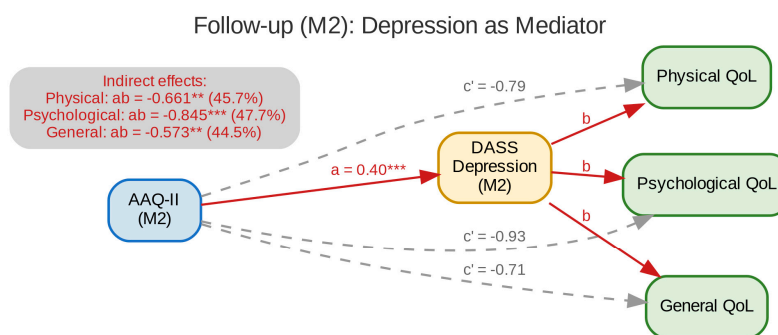 Follow-up (M2): Depression as Mediator
Indirect effects:
Physical: ab = -0.661** (45.7%)
Psychological: ab = -0.845*** (47.7%)
General: ab = -0.573** (44.5%)
c' = -0.79
Physical QoL
b
DASS
Depression
(M2)
a = 0.40***
b
Psychological QoL
AAQ-II
(M2)
b
c' = -0.93
c' = -0.71
General QoL